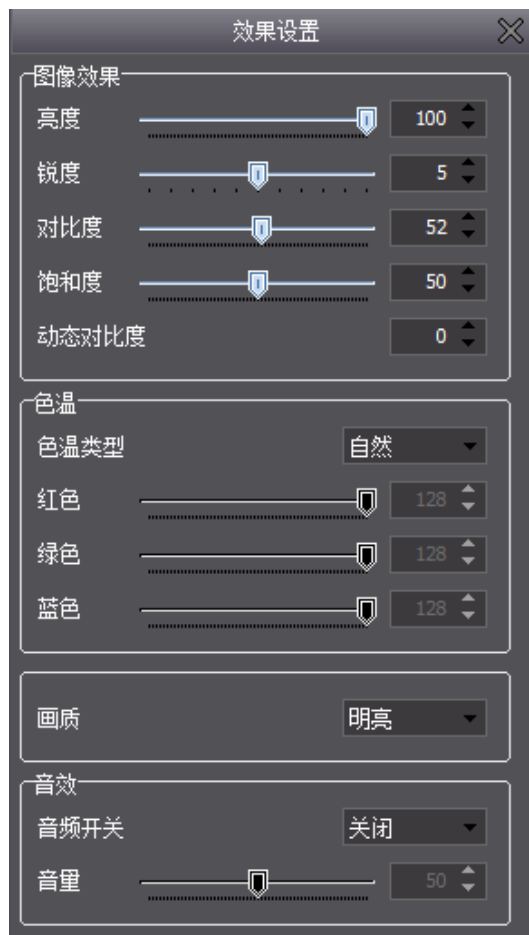 效果设置
图像效果
亮度 100
锐度 5
对比度 52
饱和度 50
动态对比度 0
色温
色温类型 自然
红色 128
绿色 128
蓝色 128
画质 明亮
音效
音频开关 关闭
音量 50